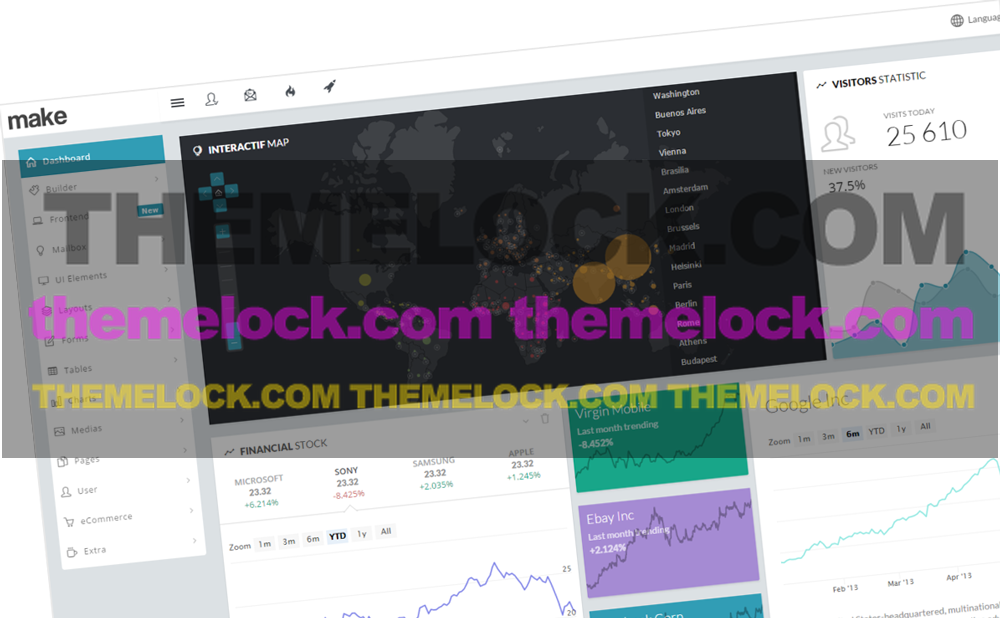 Language
make
INTERACTIF MAP
Washington
Buenos Aires
Tokyo
Vienna
Brasilia
Amsterdam
London
Brussels
Madrid
Helsinki
Paris
Berlin
Rome
Athens
Budapest
VISITORS STATISTIC
VISITS TODAY
25 610
NEW VISITORS
37.5%
Dashboard
Builder
Frontend
New
Mailbox
UI Elements
Layouts
Forms
Tables
Charts
Medias
Pages
User
eCommerce
Extra
THEMELOCK.COM
themelock.com themelock.com
THEMELOCK.COM THEMELOCK.COM THEMELOCK.COM
FINANCIAL STOCK
MICROSOFT
23.32
+6.214%
SONY
23.32
-8.425%
SAMSUNG
23.32
+2.035%
APPLE
23.32
+1.245%
Zoom 1m 3m 6m YTD 1y All
25
20
Virgin Mobile
Last month trending
-8.452%
Ebay Inc
Last month trending
+2.124%
Google Inc
Zoom 1m 3m 6m YTD 1y All
Feb '13 Mar '13 Apr '13
States-headquartered, multinational